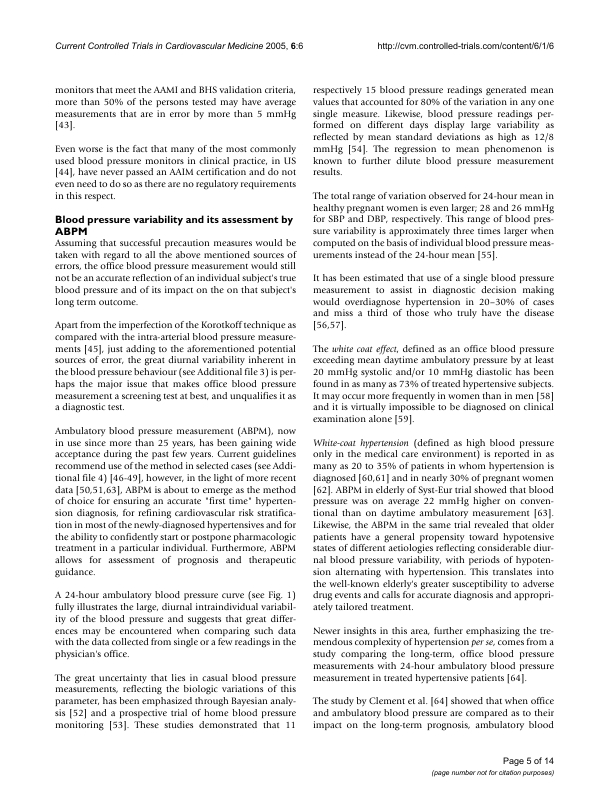 Current Controlled Trials in Cardiovascular Medicine 2005, 6:6
http://cvm.controlled-trials.com/content/6/1/6
monitors that meet the AAMI and BHS validation criteria,
more than 50% of the persons tested may have average
measurements that are in error by more than 5 mmHg
[43].
Even worse is the fact that many of the most commonly
used blood pressure monitors in clinical practice, in US
[44], have never passed an AAIM certification and do not
even need to do so as there are no regulatory requirements
in this respect.
Blood pressure variability and its assessment by
ABPM
Assuming that successful precaution measures would be
taken with regard to all the above mentioned sources of
errors, the office blood pressure measurement would still
not be an accurate reflection of an individual subject's true
blood pressure and of its impact on the on that subject's
long term outcome.
Apart from the imperfection of the Korotkoff technique as
compared with the intra-arterial blood pressure measure-
ments [45], just adding to the aforementioned potential
sources of error, the great diurnal variability inherent in
the blood pressure behaviour (see Additional file 3) is per-
haps the major issue that makes office blood pressure
measurement a screening test at best, and unqualifies it as
a diagnostic test.
Ambulatory blood pressure measurement (ABPM), now
in use since more than 25 years, has been gaining wide
acceptance during the past few years. Current guidelines
recommend use of the method in selected cases (see Addi-
tional file 4) [46-49], however, in the light of more recent
data [50,51,63], ABPM is about to emerge as the method
of choice for ensuring an accurate "first time" hyperten-
sion diagnosis, for refining cardiovascular risk stratifica-
tion in most of the newly-diagnosed hypertensives and for
the ability to confidently start or postpone pharmacologic
treatment in a particular individual. Furthermore, ABPM
allows for assessment of prognosis and therapeutic
guidance.
A 24-hour ambulatory blood pressure curve (see Fig. 1)
fully illustrates the large, diurnal intraindividual variabil-
ity of the blood pressure and suggests that great differ-
ences may be encountered when comparing such data
with the data collected from single or a few readings in the
physician's office.
The great uncertainty that lies in casual blood pressure
measurements, reflecting the biologic variations of this
parameter, has been emphasized through Bayesian analy-
sis [52] and a prospective trial of home blood pressure
monitoring [53]. These studies demonstrated that 11
respectively 15 blood pressure readings generated mean
values that accounted for 80% of the variation in any one
single measure. Likewise, blood pressure readings per-
formed on different days display large variability as
reflected by mean standard deviations as high as 12/8
mmHg [54]. The regression to mean phenomenon is
known to further dilute blood pressure measurement
results.
The total range of variation observed for 24-hour mean in
healthy pregnant women is even larger; 28 and 26 mmHg
for SBP and DBP, respectively. This range of blood pres-
sure variability is approximately three times larger when
computed on the basis of individual blood pressure meas-
urements instead of the 24-hour mean [55].
It has been estimated that use of a single blood pressure
measurement to assist in diagnostic decision making
would overdiagnose hypertension in 20–30% of cases
and miss a third of those who truly have the disease
[56,57].
The white coat effect, defined as an office blood pressure
exceeding mean daytime ambulatory pressure by at least
20 mmHg systolic and/or 10 mmHg diastolic has been
found in as many as 73% of treated hypertensive subjects.
It may occur more frequently in women than in men [58]
and it is virtually impossible to be diagnosed on clinical
examination alone [59].
White-coat hypertension (defined as high blood pressure
only in the medical care environment) is reported in as
many as 20 to 35% of patients in whom hypertension is
diagnosed [60,61] and in nearly 30% of pregnant women
[62]. ABPM in elderly of Syst-Eur trial showed that blood
pressure was on average 22 mmHg higher on conven-
tional than on daytime ambulatory measurement [63].
Likewise, the ABPM in the same trial revealed that older
patients have a general propensity toward hypotensive
states of different aetiologies reflecting considerable diur-
nal blood pressure variability, with periods of hypoten-
sion alternating with hypertension. This translates into
the well-known elderly's greater susceptibility to adverse
drug events and calls for accurate diagnosis and appropri-
ately tailored treatment.
Newer insights in this area, further emphasizing the tre-
mendous complexity of hypertension per se, comes from a
study comparing the long-term, office blood pressure
measurements with 24-hour ambulatory blood pressure
measurement in treated hypertensive patients [64].
The study by Clement et al. [64] showed that when office
and ambulatory blood pressure are compared as to their
impact on the long-term prognosis, ambulatory blood
Page 5 of 14
(page number not for citation purposes)